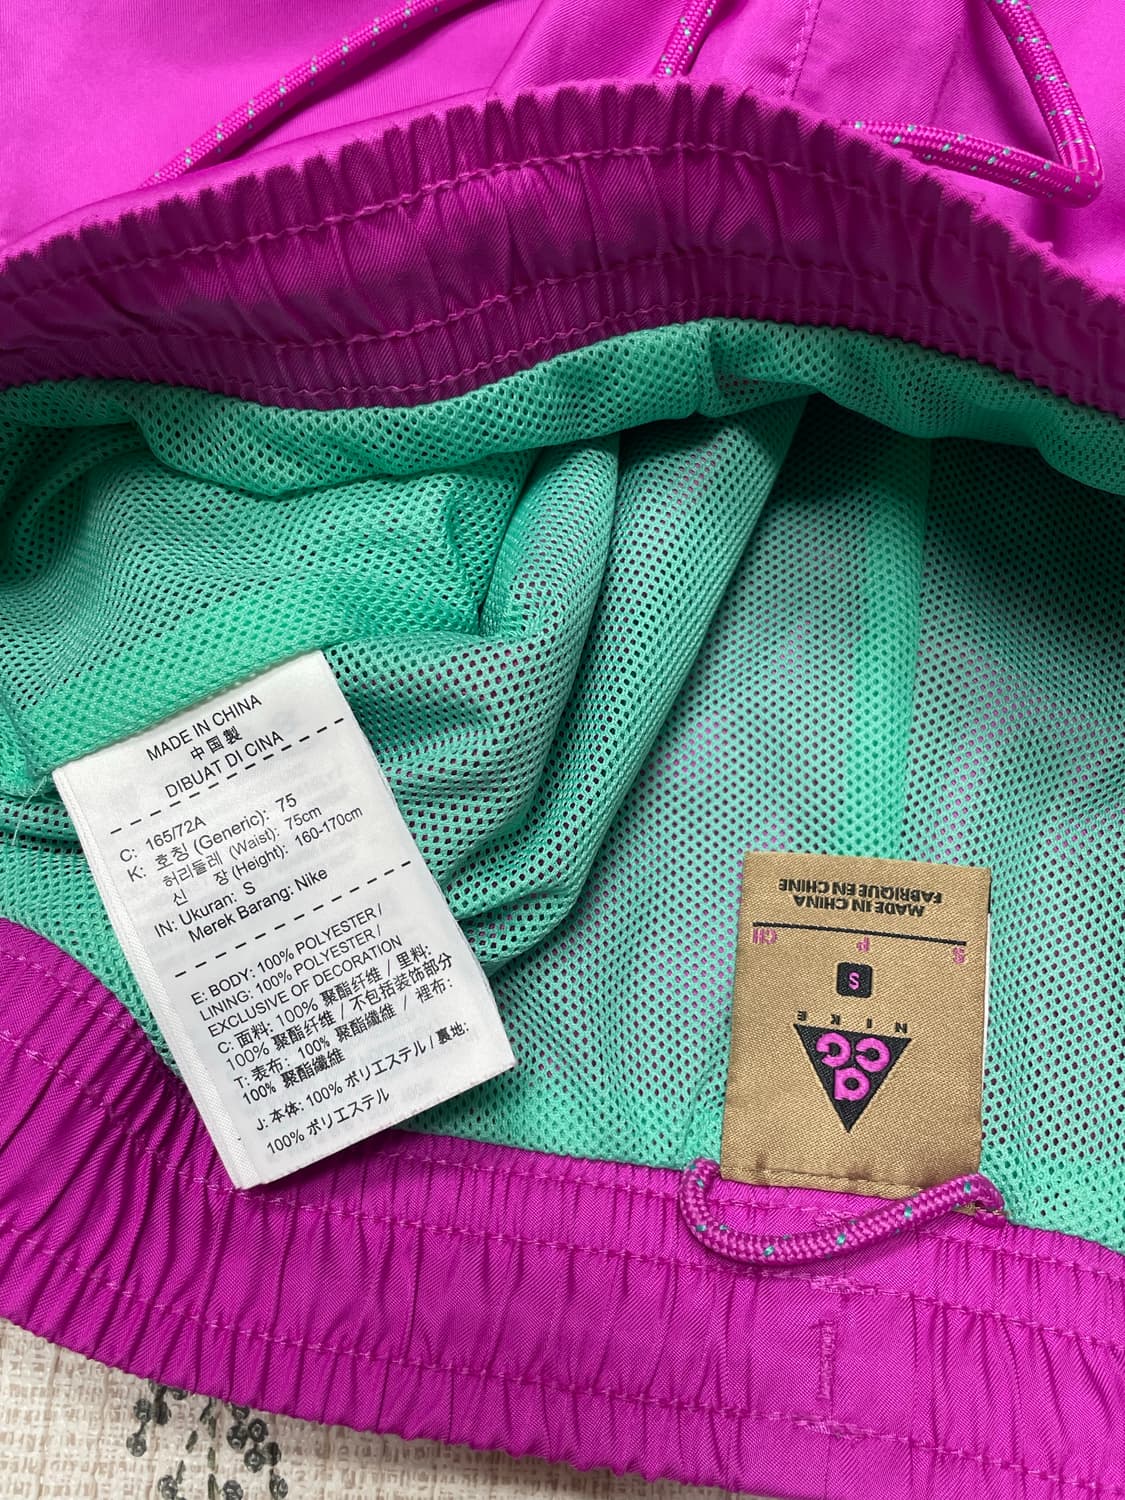 MADE IN CHINA
中国製
DIBUAT DI CINA
C: 165/72A
K: 호칭 (Generic): 75
허리둘레 (Waist): 75cm
신 장 (Height): 160-170cm
IN: Ukuran: S
Merek Barang: Nike
E: BODY: 100% POLYESTER /
LINING: 100% POLYESTER /
EXCLUSIVE OF DECORATION
C: 面料: 100% 聚酯纤维 / 里料:
100% 聚酯纤维 / 不包括装饰部分
T: 表布: 100% 聚酯纖維 / 裡布:
100% 聚酯纖維
J: 本体: 100% ポリエステル / 裏地:
100% ポリエステル
acg
NIKE
S
S P CH
MADE IN CHINA
FABRIQUE EN CHINE